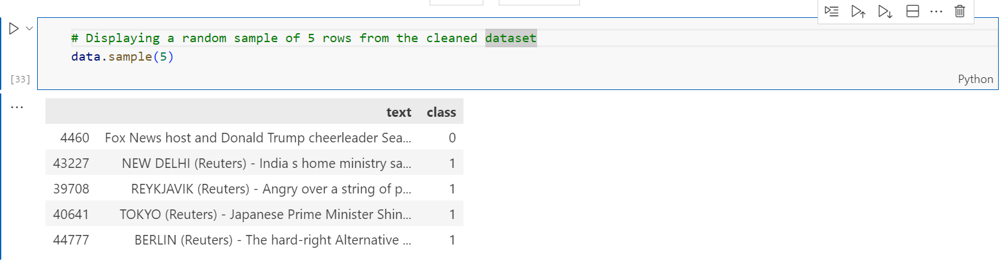 # Displaying a random sample of 5 rows from the cleaned dataset
data.sample(5)
[33]
Python
...
text class
4460 Fox News host and Donald Trump cheerleader Sea... 0
43227 NEW DELHI (Reuters) - India s home ministry sa... 1
39708 REYKJAVIK (Reuters) - Angry over a string of p... 1
40641 TOKYO (Reuters) - Japanese Prime Minister Shin... 1
44777 BERLIN (Reuters) - The hard-right Alternative ... 1